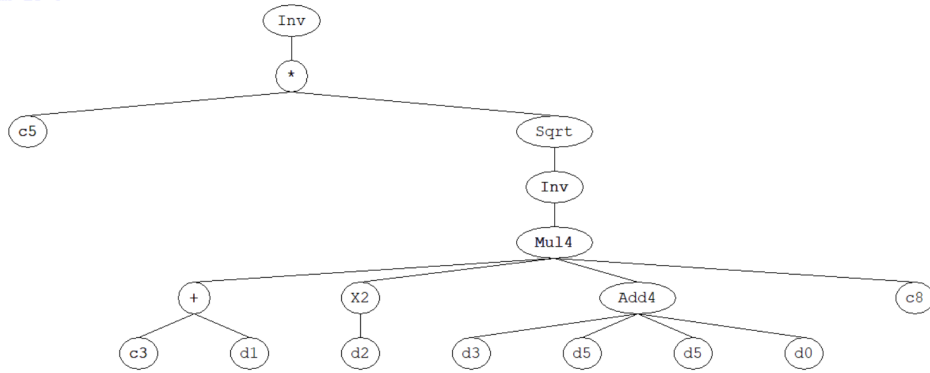 Inv
*
c5 Sqrt
Inv
Mul4
+ X2 Add4 c8
c3 d1 d2 d3 d5 d5 d0